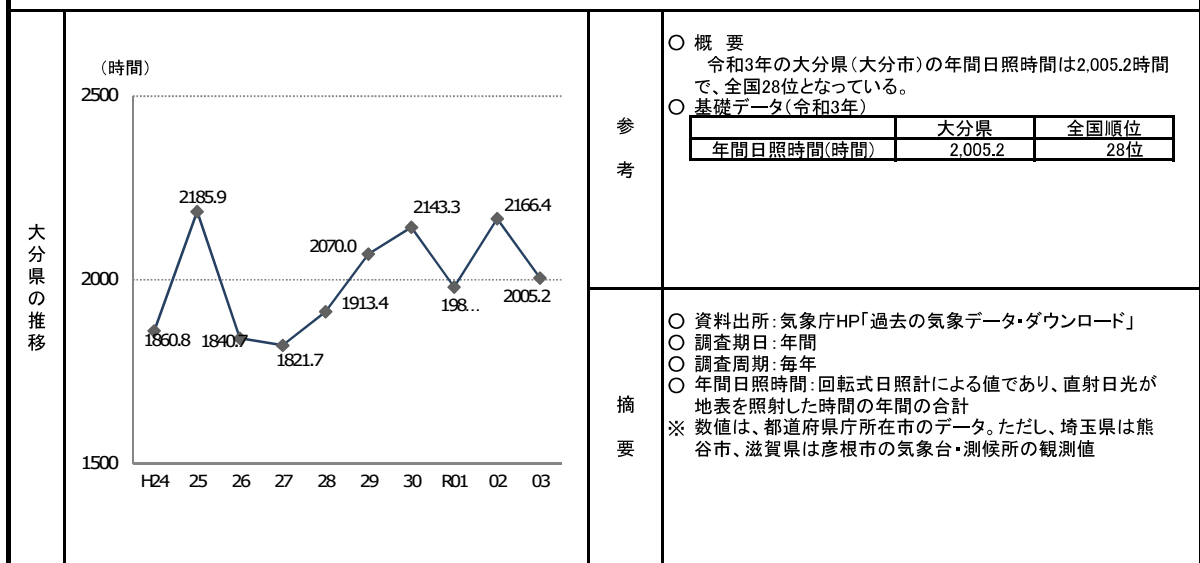 大分県の推移
（時間）
2500
2000
1500
1860.8
2185.9
1840.7
1821.7
1913.4
2070.0
2143.3
198…
2166.4
2005.2
H24 25 26 27 28 29 30 R01 02 03
参考
○ 概 要
令和3年の大分県（大分市）の年間日照時間は2,005.2時間
で、全国28位となっている。
○ 基礎データ（令和3年）
大分県 全国順位
年間日照時間(時間) 2,005.2 28位
摘要
○ 資料出所：気象庁HP「過去の気象データ・ダウンロード」
○ 調査期日：年間
○ 調査周期：毎年
○ 年間日照時間：回転式日照計による値であり、直射日光が
地表を照射した時間の年間の合計
※ 数値は、都道府県庁所在市のデータ。ただし、埼玉県は熊
谷市、滋賀県は彦根市の気象台・測候所の観測値